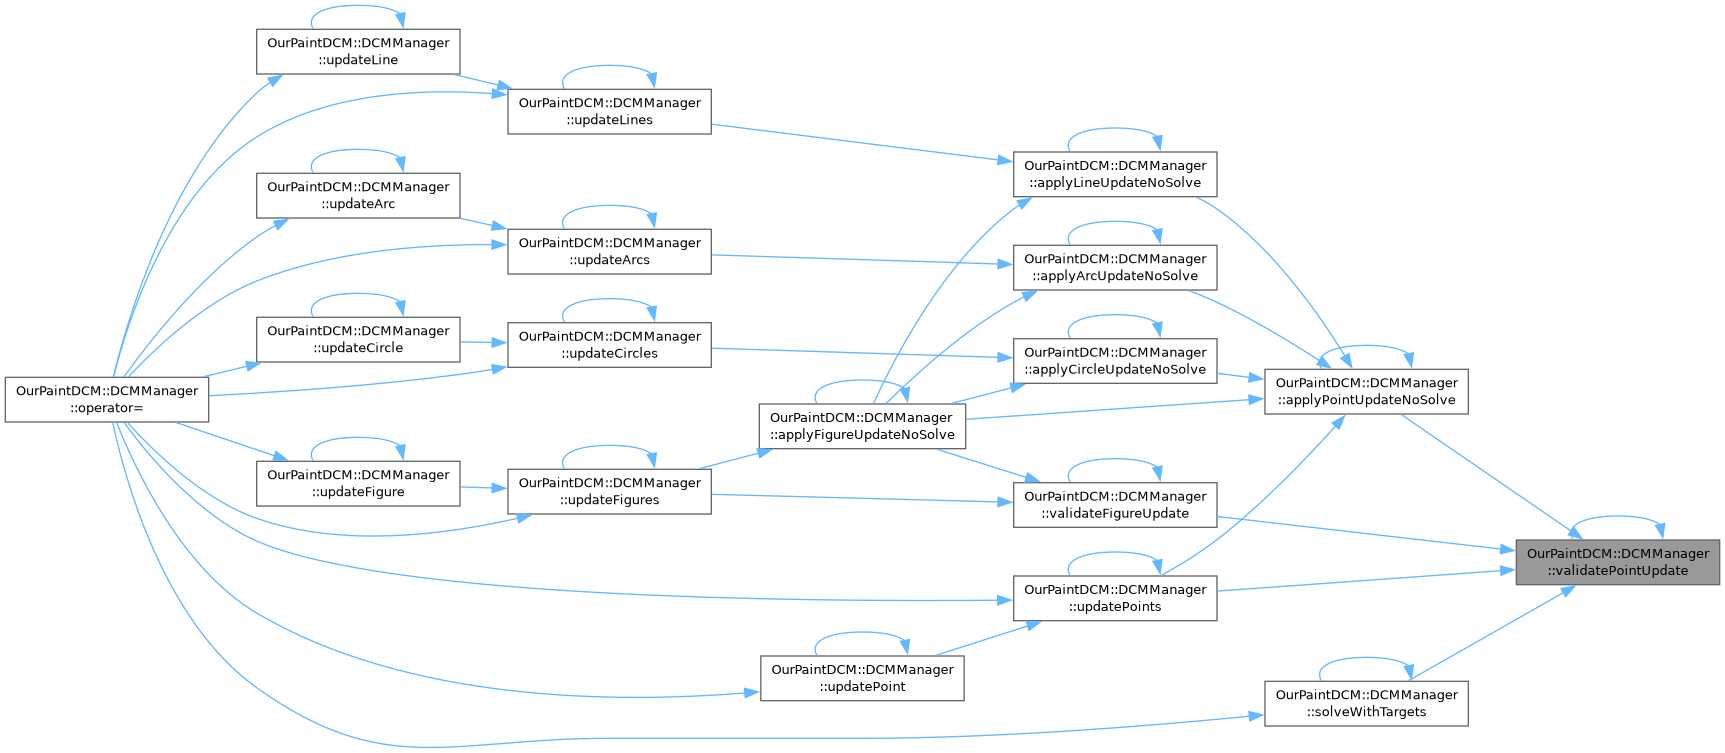 OurPaintDCM::DCMManager
::updateLine
OurPaintDCM::DCMManager
::updateLines
OurPaintDCM::DCMManager
::applyLineUpdateNoSolve
OurPaintDCM::DCMManager
::updateArc
OurPaintDCM::DCMManager
::updateArcs
OurPaintDCM::DCMManager
::applyArcUpdateNoSolve
OurPaintDCM::DCMManager
::updateCircle
OurPaintDCM::DCMManager
::updateCircles
OurPaintDCM::DCMManager
::applyCircleUpdateNoSolve
OurPaintDCM::DCMManager
::operator=
OurPaintDCM::DCMManager
::applyPointUpdateNoSolve
OurPaintDCM::DCMManager
::applyFigureUpdateNoSolve
OurPaintDCM::DCMManager
::updateFigure
OurPaintDCM::DCMManager
::updateFigures
OurPaintDCM::DCMManager
::validateFigureUpdate
OurPaintDCM::DCMManager
::validatePointUpdate
OurPaintDCM::DCMManager
::updatePoints
OurPaintDCM::DCMManager
::updatePoint
OurPaintDCM::DCMManager
::solveWithTargets